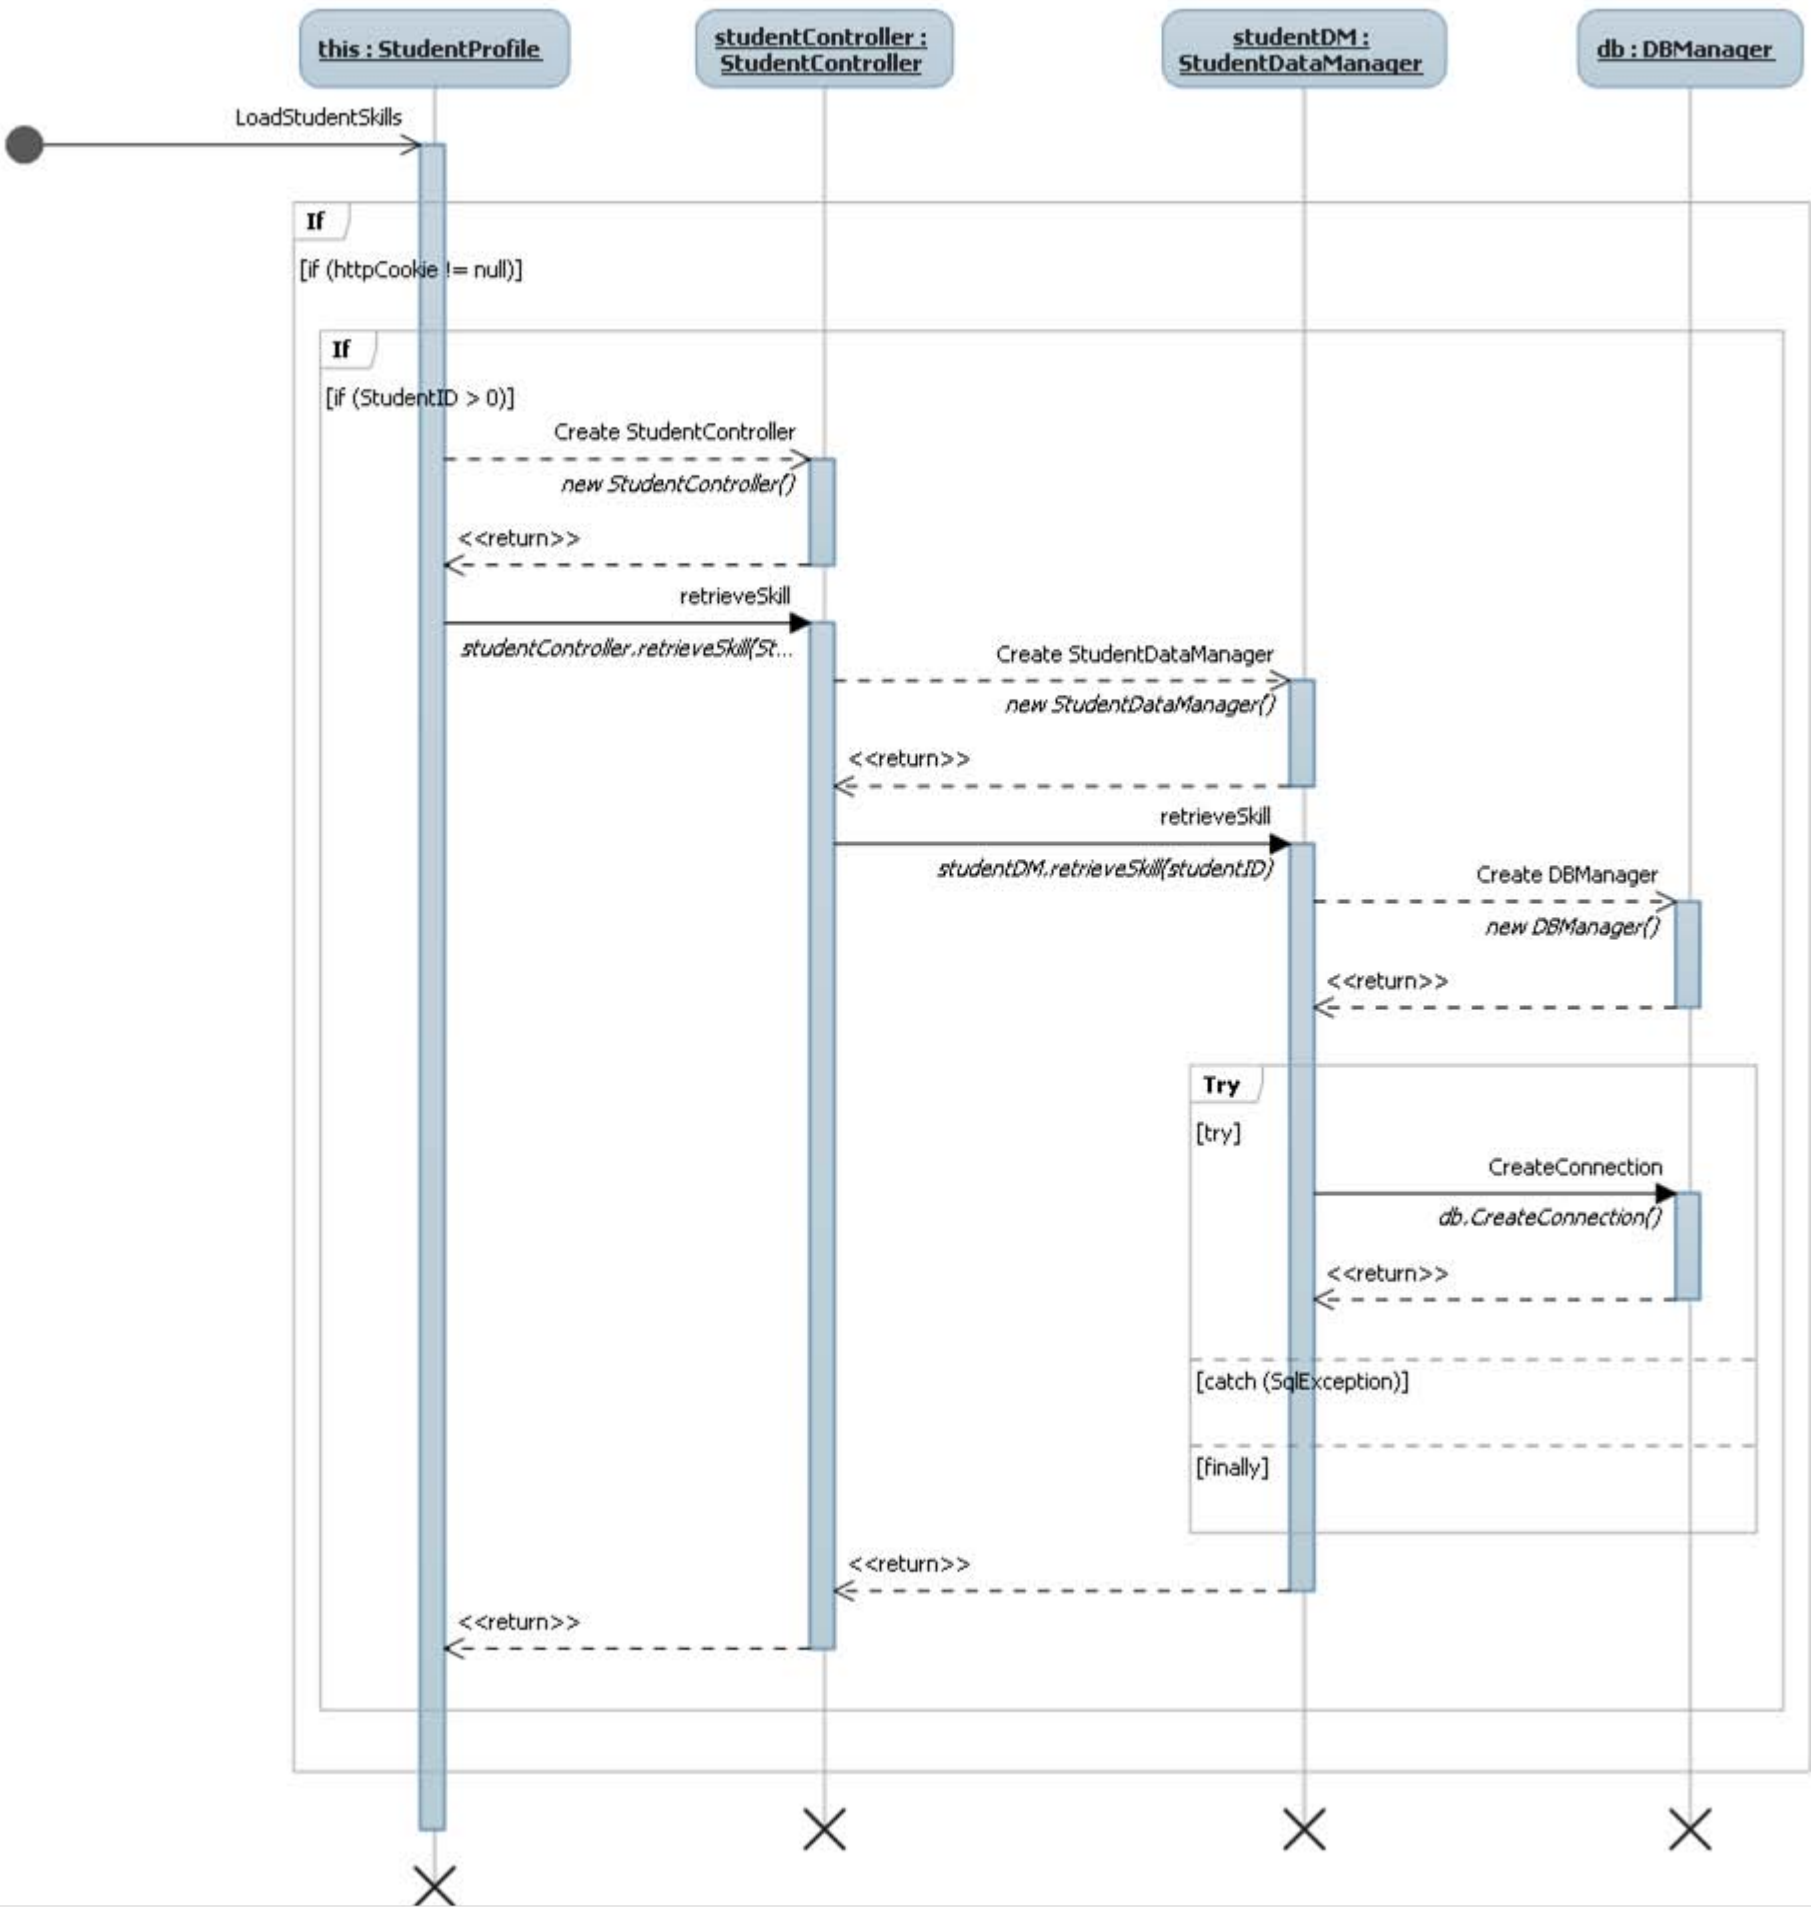 this : StudentProfile
studentController :
StudentController
studentDM :
StudentDataManager
db : DBManager
LoadStudentSkills
If
[if (httpCookie != null)]
If
[if (StudentID > 0)]
Create StudentController
new StudentController()
<<return>>
retrieveSkill
studentController.retrieveSkill(St...
Create StudentDataManager
new StudentDataManager()
<<return>>
retrieveSkill
studentDM.retrieveSkill(studentID)
Create DBManager
new DBManager()
<<return>>
Try
[try]
CreateConnection
db.CreateConnection()
<<return>>
[catch (SqlException)]
[finally]
<<return>>
<<return>>